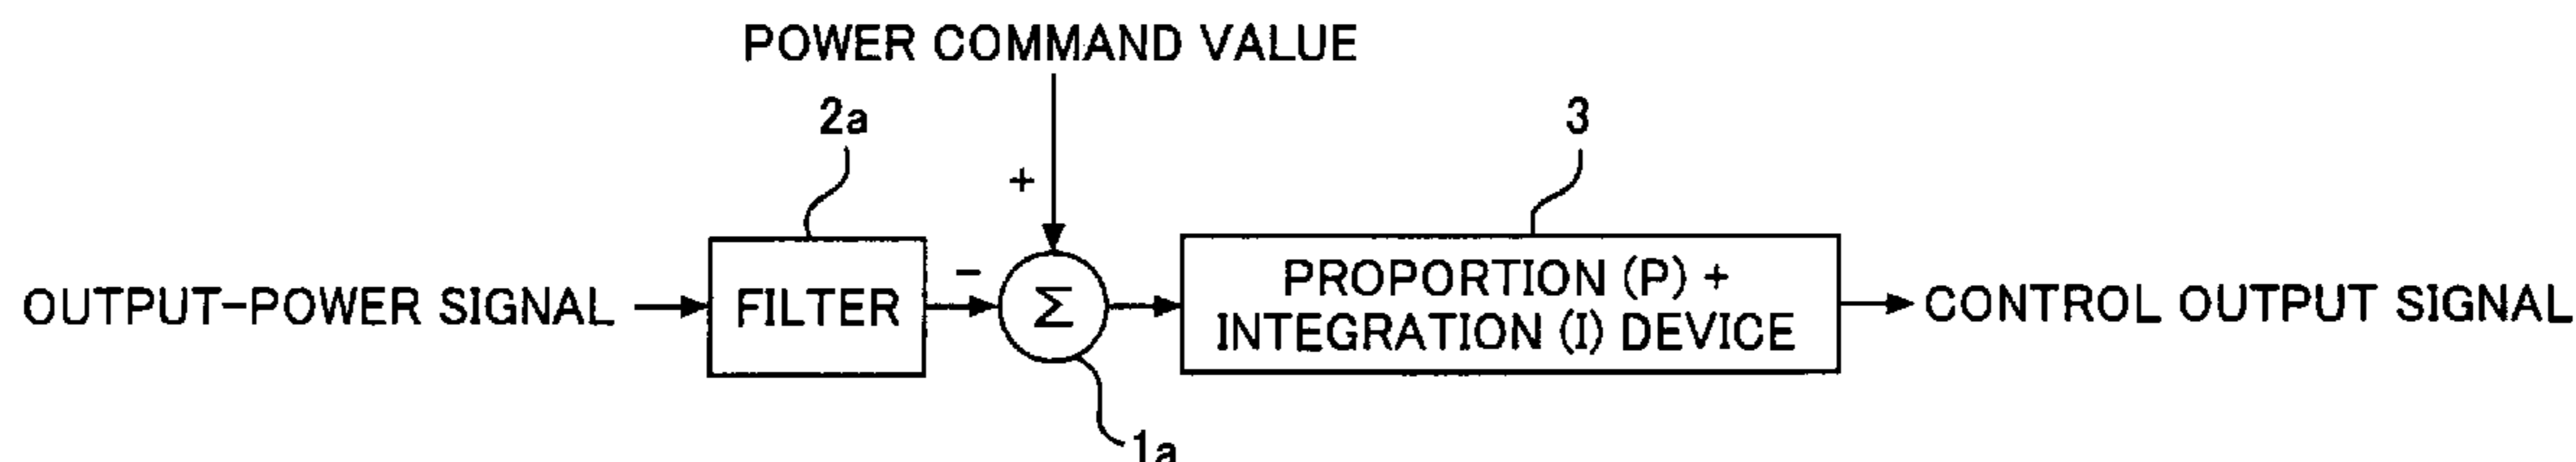 POWER COMMAND VALUE
2a
3
+
OUTPUT-POWER SIGNAL
FILTER
-
Σ
PROPORTION (P) +
INTEGRATION (I) DEVICE
CONTROL OUTPUT SIGNAL
1a